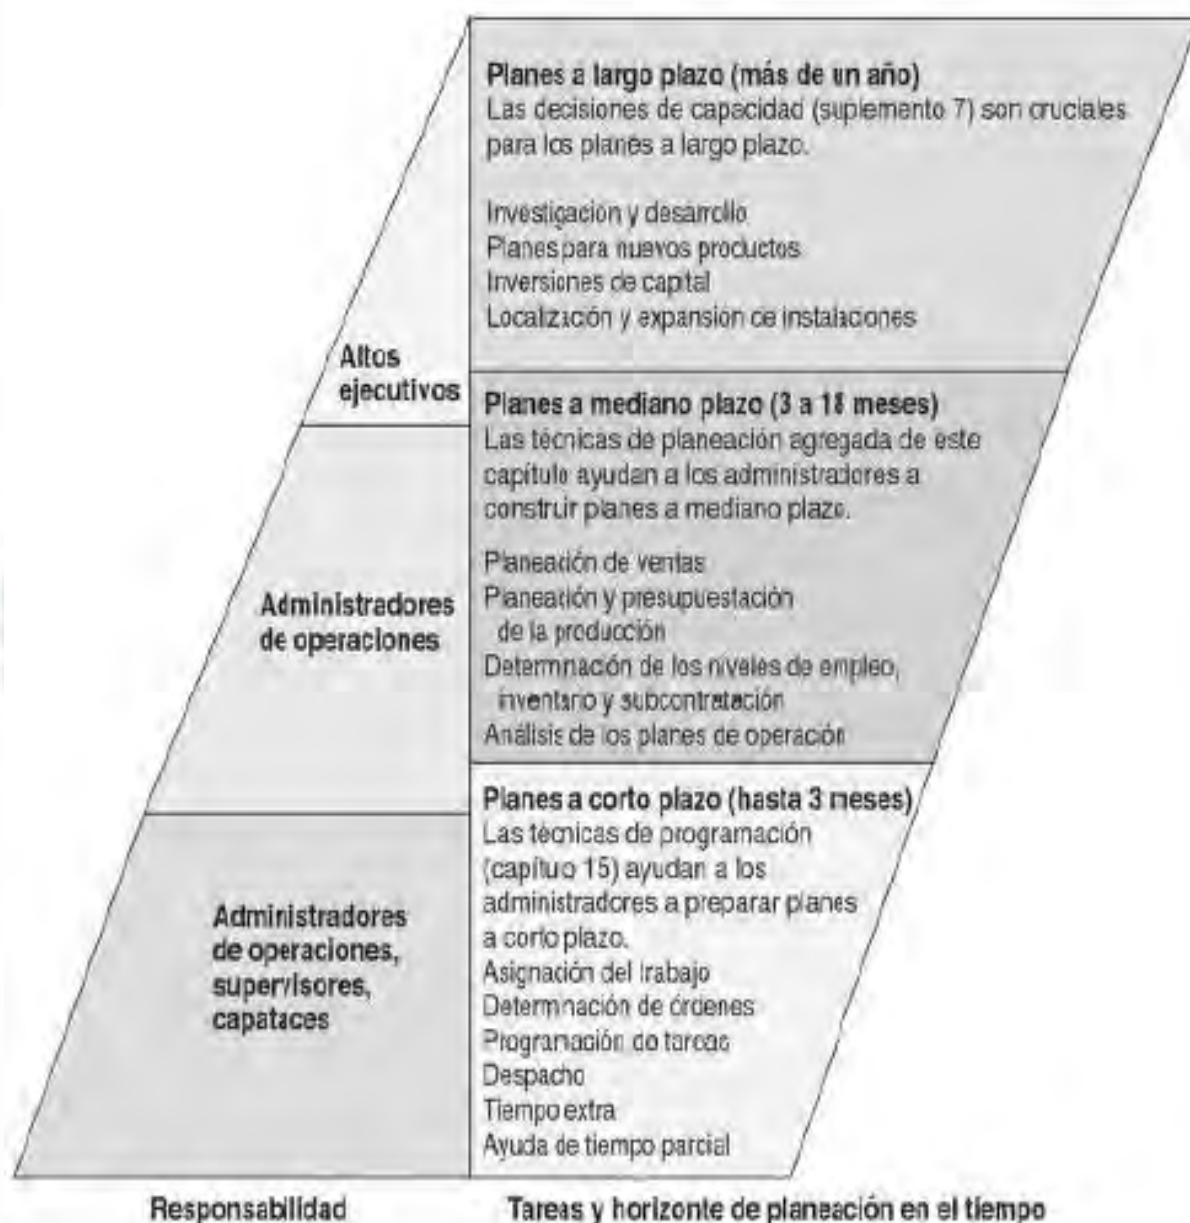 Planes a largo plazo (más de un año)
Las decisiones de capacidad (suplemento 7) son cruciales
para los planes a largo plazo.
Investigación y desarrollo
Planes para nuevos productos
Inversiones de capital
Localización y expansión de instalaciones
Altos
ejecutivos
Planes a mediano plazo (3 a 18 meses)
Las técnicas de planeación agregada de este
capítulo ayudan a los administradores a
construir planes a mediano plazo.
Planeación de ventas
Planeación y presupuestación
de la producción
Determinación de los niveles de empleo,
inventario y subcontratación
Análisis de los planes de operación
Administradores
de operaciones
Planes a corto plazo (hasta 3 meses)
Las técnicas de programación
(capítulo 15) ayudan a los
administradores a preparar planes
a corto plazo.
Asignación del trabajo
Determinación de órdenes
Programación de tareas
Despacho
Tiempo extra
Ayuda de tiempo parcial
Administradores
de operaciones,
supervisores,
capataces
Responsabilidad
Tareas y horizonte de planeación en el tiempo